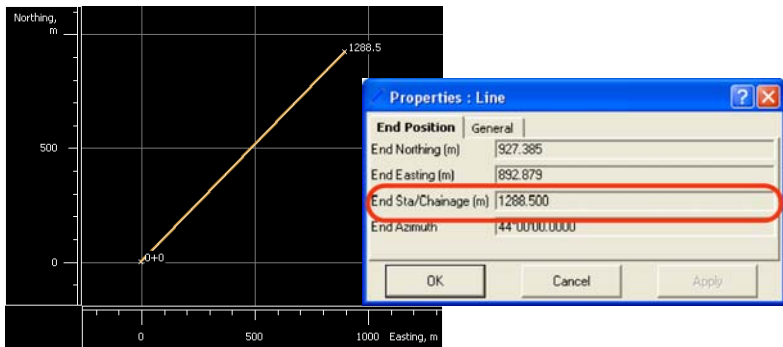 Northing,
m
1288.5
500
0
0+0
0
500
1000
Easting, m
Properties : Line
End Position
General
End Northing (m) 927.385
End Easting (m) 892.879
End Sta/Chainage (m) 1288.500
End Azimuth 44°00'00.0000
OK
Cancel
Apply